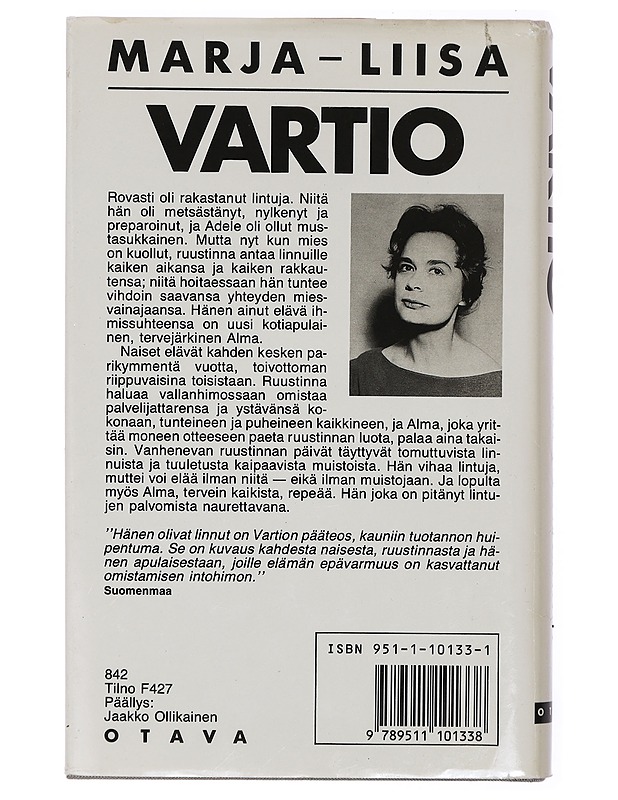 MARJA–LIISA
VARTIO
Rovasti oli rakastanut lintuja. Niitä
hän oli metsästänyt, nylkenyt ja
preparoinut, ja Adele oli ollut mus-
tasukkainen. Mutta nyt kun mies
on kuollut, ruustinna antaa linnuille
kaiken aikansa ja kaiken rakkau-
tensa; niitä hoitaessaan hän tuntee
vihdoin saavansa yhteyden mies-
vainajaansa. Hänen ainut elävä ih-
missuhteensa on uusi kotiapulai-
nen, tervejärkinen Alma.
Naiset elävät kahden kesken pa-
rikymmentä vuotta, toivottoman
riippuvaisina toisistaan. Ruustinna
haluaa vallanhimossaan omistaa
palvelijattarensa ja ystävänsä ko-
konaan, tunteineen ja puheineen kaikkineen, ja Alma, joka yrit-
tää moneen otteeseen paeta ruustinnan luota, palaa aina takai-
sin. Vanhenevan ruustinnan päivät täyttyvät tomuttuvista lin-
nuista ja tuuletusta kaipaavista muistoista. Hän vihaa lintuja,
muttei voi elää ilman niitä — eikä ilman muistojaan. Ja lopulta
myös Alma, tervein kaikista, repeää. Hän joka on pitänyt lintu-
jen palvomista naurettavana.
"Hänen olivat linnut on Vartion pääteos, kauniin tuotannon hui-
pentuma. Se on kuvaus kahdesta naisesta, ruustinnasta ja hä-
nen apulaisestaan, joille elämän epävarmuus on kasvattanut
omistamisen intohimon."
Suomenmaa
ISBN 951-1-10133-1
9 789511 101338
842
Tilno F427
Päällys:
Jaakko Ollikainen
OTAVA